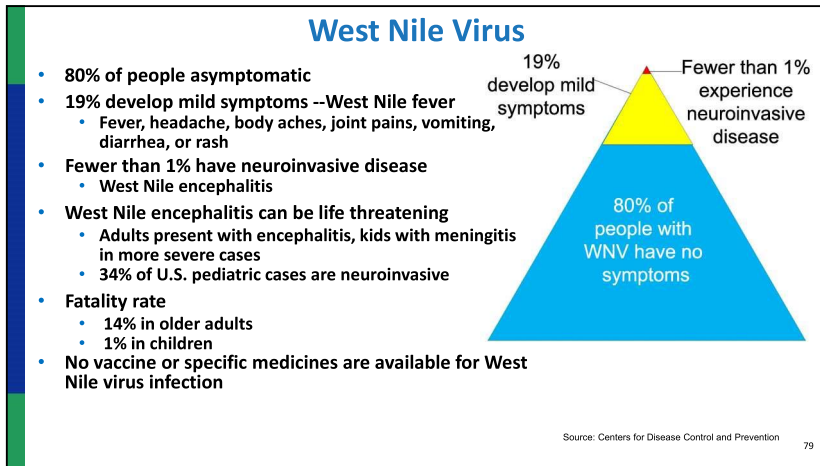 West Nile Virus
• 80% of people asymptomatic
• 19% develop mild symptoms --West Nile fever
• Fever, headache, body aches, joint pains, vomiting,
diarrhea, or rash
• Fewer than 1% have neuroinvasive disease
• West Nile encephalitis
• West Nile encephalitis can be life threatening
• Adults present with encephalitis, kids with meningitis
in more severe cases
• 34% of U.S. pediatric cases are neuroinvasive
• Fatality rate
• 14% in older adults
• 1% in children
• No vaccine or specific medicines are available for West
Nile virus infection
19%
develop mild
symptoms
Fewer than 1%
experience
neuroinvasive
disease
80% of
people with
WNV have no
symptoms
Source: Centers for Disease Control and Prevention
79